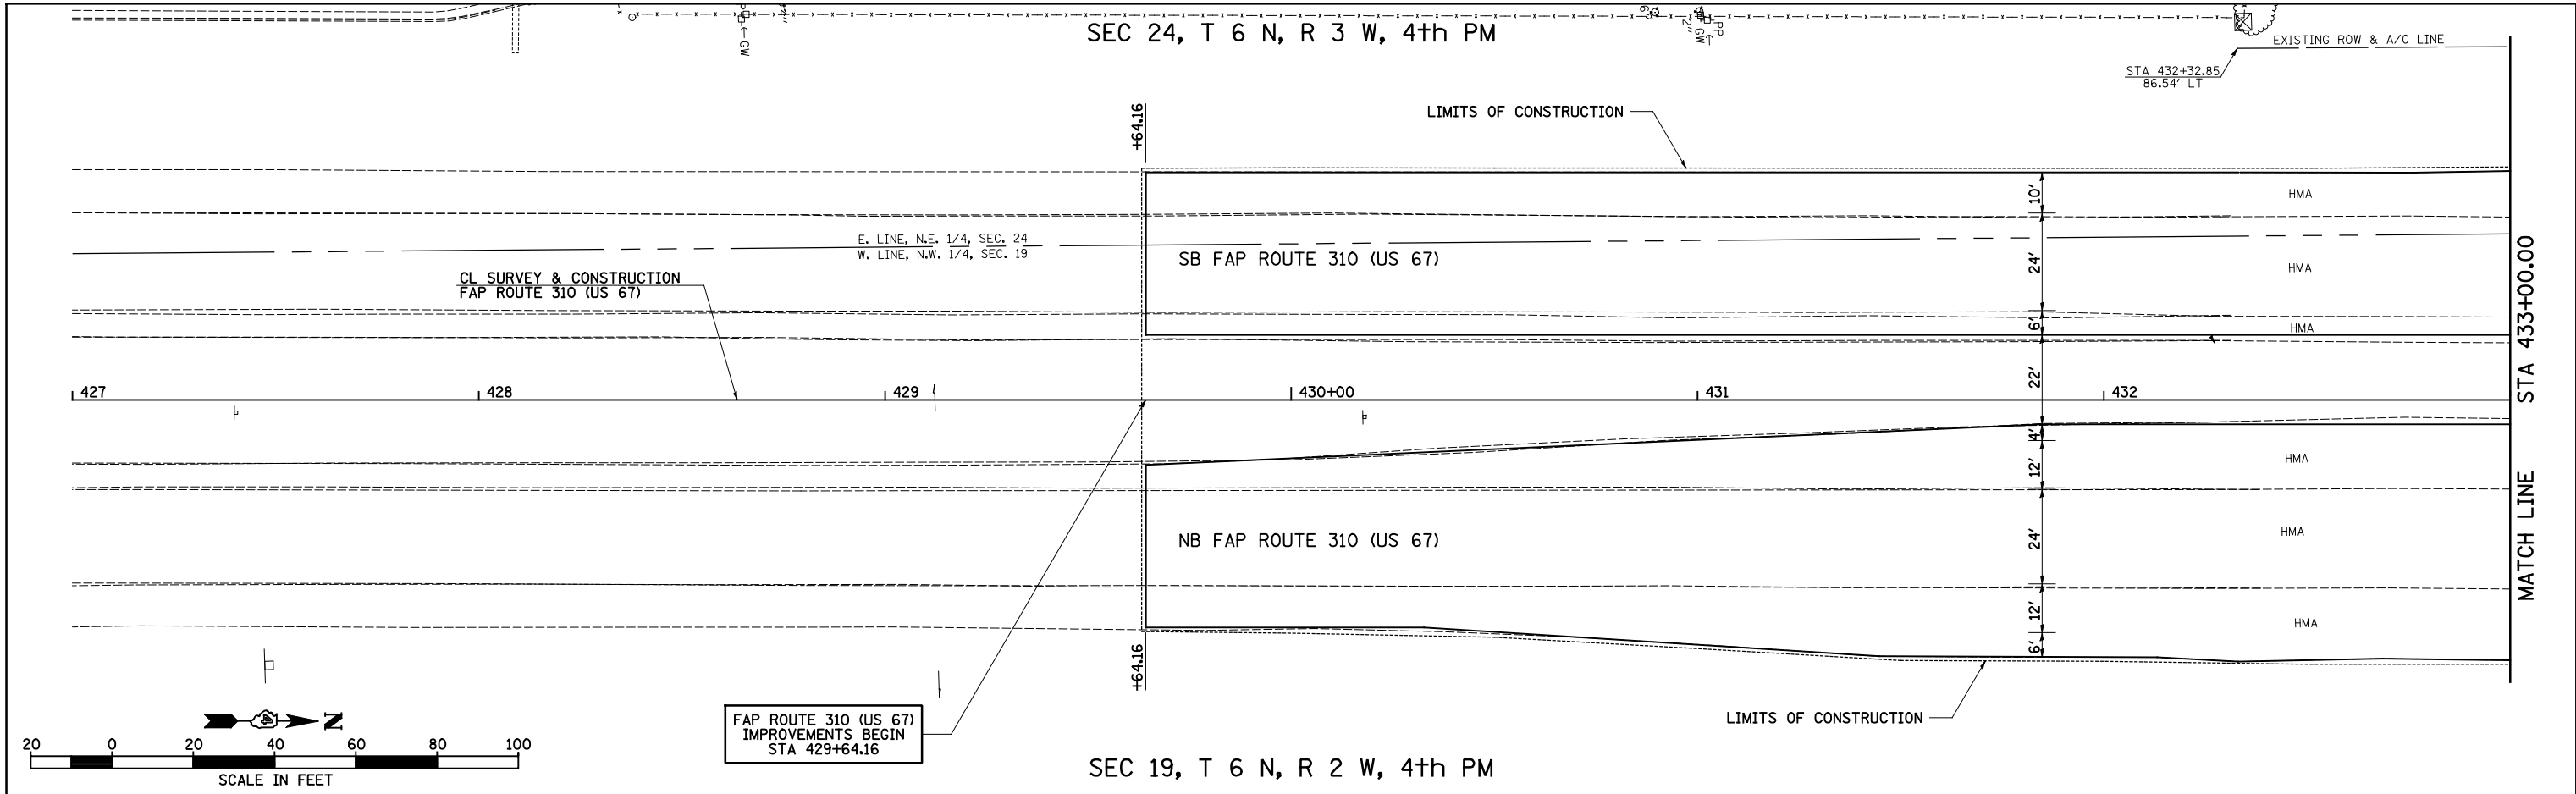 SEC 24, T 6 N, R 3 W, 4th PM
GW
6"
2"
GW
PP
EXISTING ROW & A/C LINE
STA 432+32.85
86.54' LT
+64.16
LIMITS OF CONSTRUCTION
10'
HMA
E. LINE, N.E. 1/4, SEC. 24
W. LINE, N.W. 1/4, SEC. 19
SB FAP ROUTE 310 (US 67)
24'
HMA
CL SURVEY & CONSTRUCTION
FAP ROUTE 310 (US 67)
6'
HMA
STA 433+00.00
22'
427
428
429
430+00
431
432
4'
12'
HMA
NB FAP ROUTE 310 (US 67)
24'
HMA
MATCH LINE
12'
HMA
6'
+64.16
FAP ROUTE 310 (US 67)
IMPROVEMENTS BEGIN
STA 429+64.16
LIMITS OF CONSTRUCTION
N
20 0 20 40 60 80 100
SCALE IN FEET
SEC 19, T 6 N, R 2 W, 4th PM